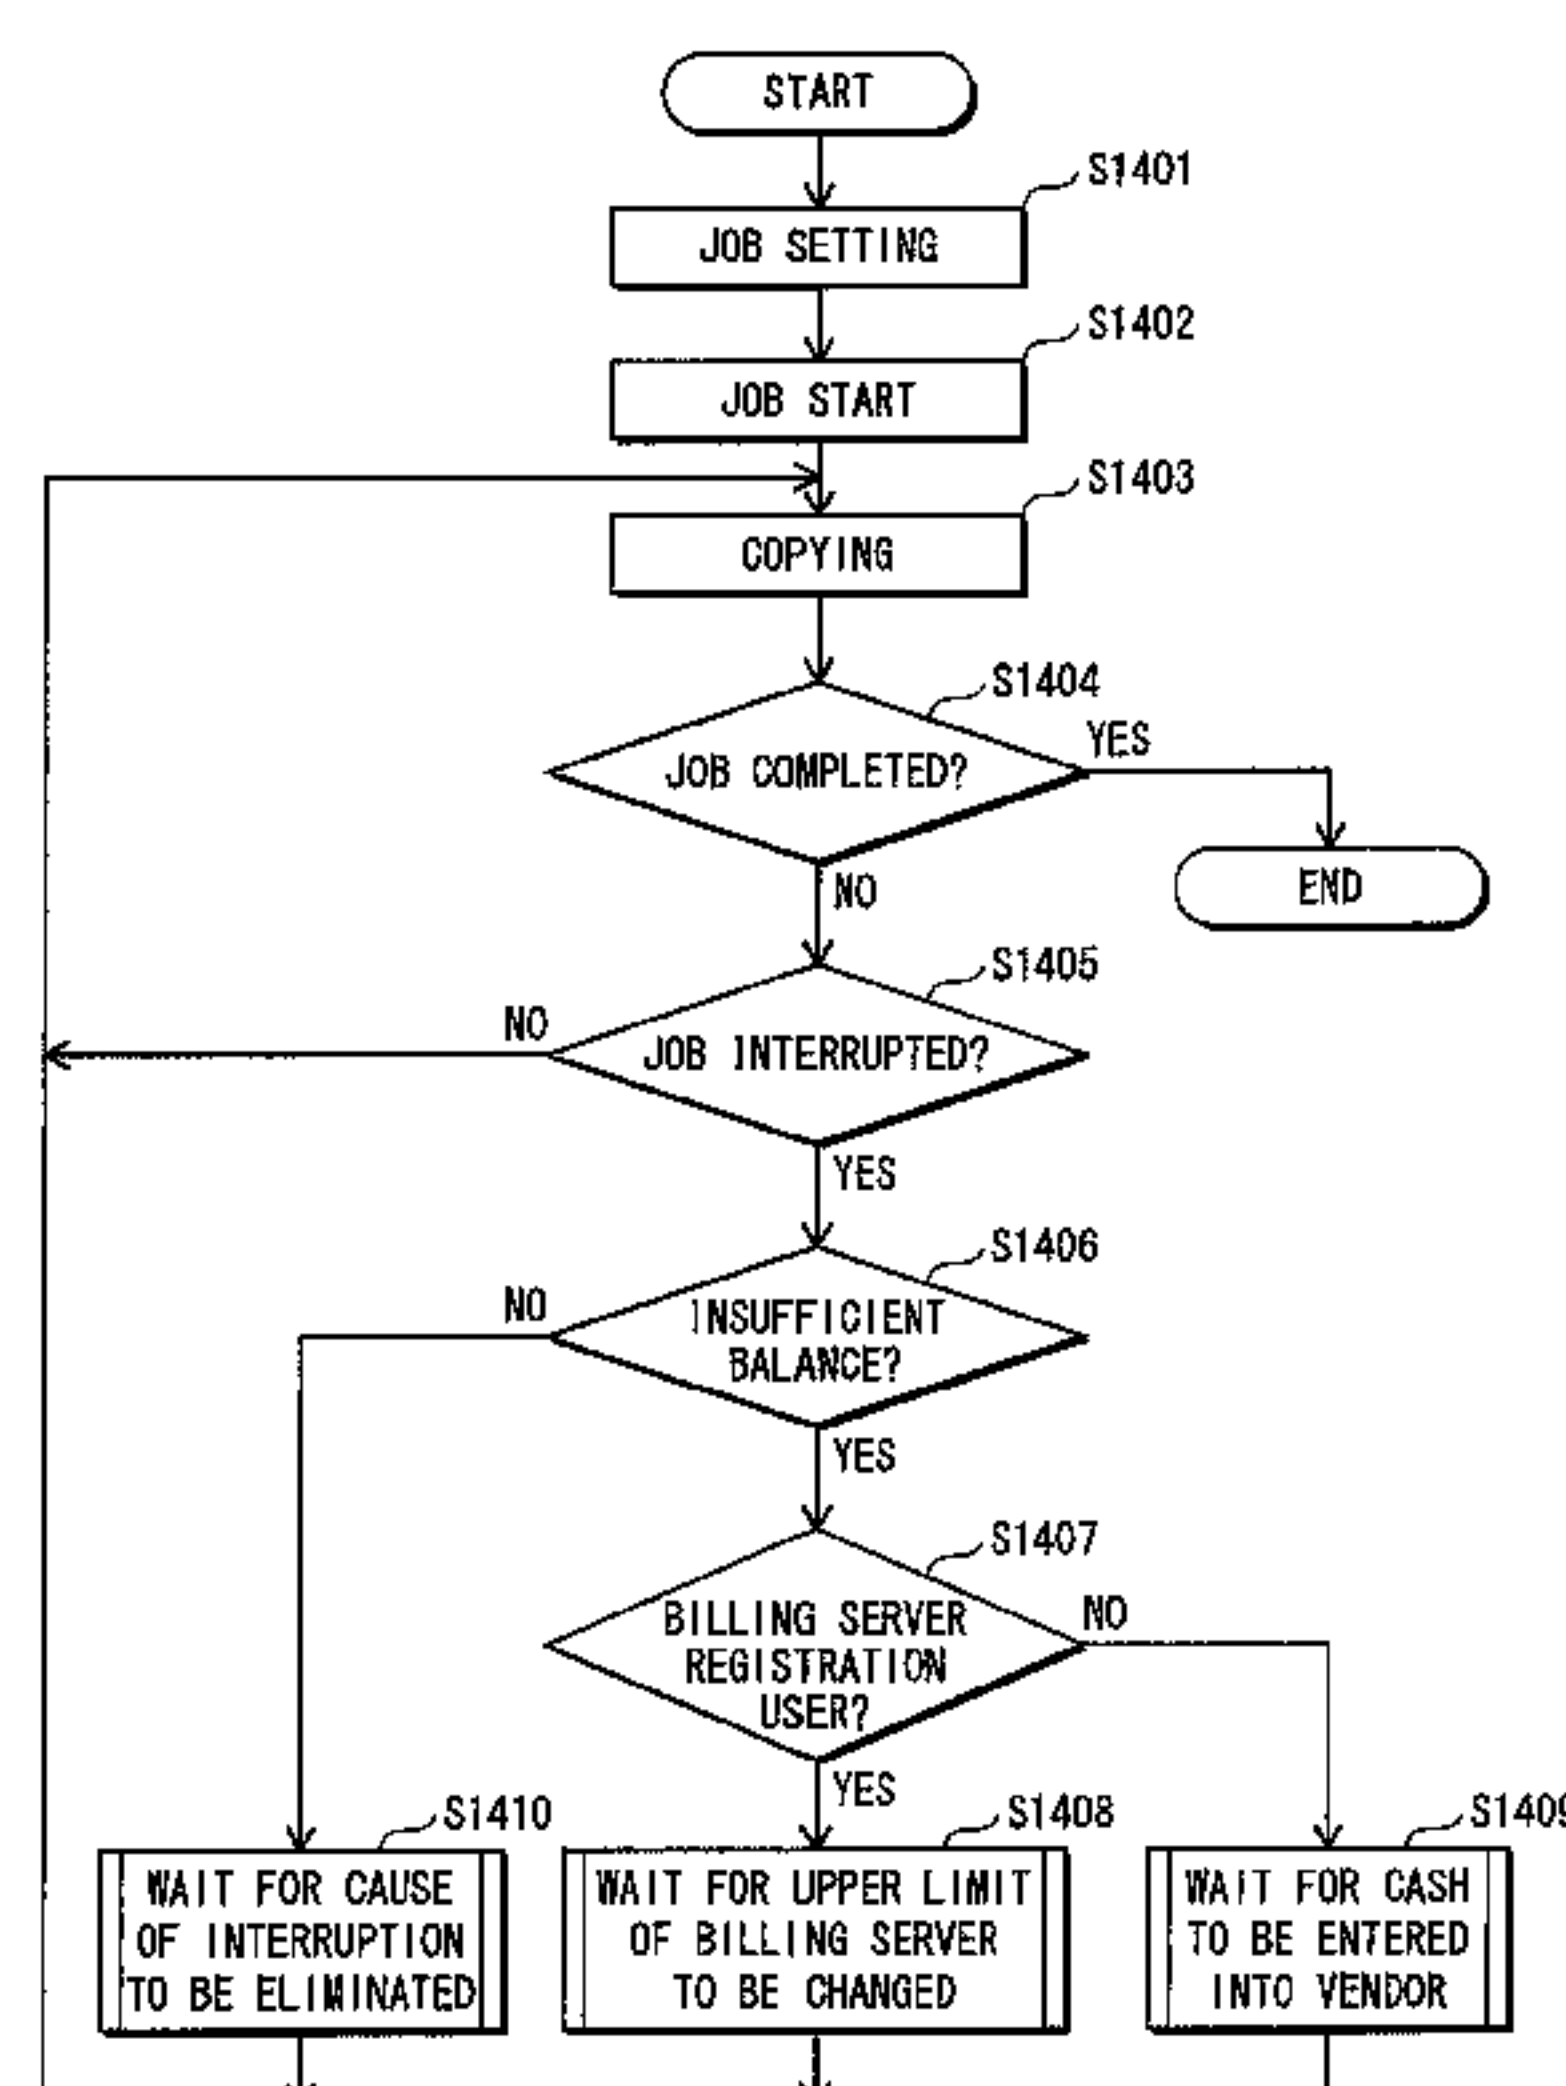 START
S1401
JOB SETTING
S1402
JOB START
S1403
COPYING
S1404
JOB COMPLETED?
YES
END
NO
S1405
JOB INTERRUPTED?
NO
YES
S1406
INSUFFICIENT
BALANCE?
NO
YES
S1407
BILLING SERVER
REGISTRATION
USER?
NO
YES
S1410
WAIT FOR CAUSE
OF INTERRUPTION
TO BE ELIMINATED
S1408
WAIT FOR UPPER LIMIT
OF BILLING SERVER
TO BE CHANGED
S1409
WAIT FOR CASH
TO BE ENTERED
INTO VENDOR